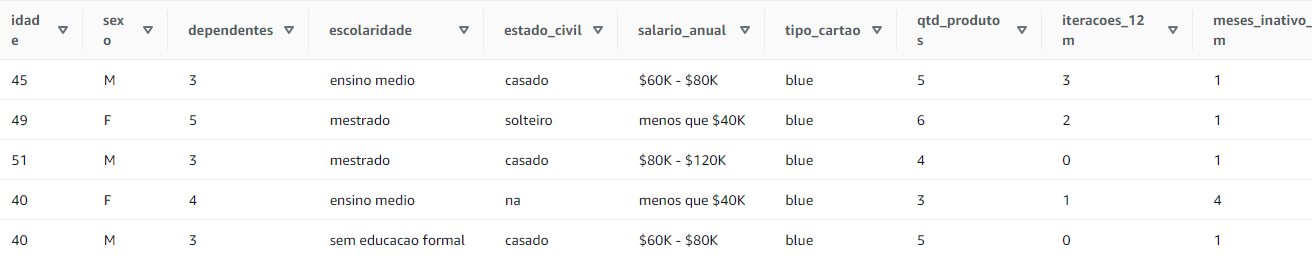 idade sexo dependentes escolaridade estado_civil salario_anual tipo_cartao qtd_produtos iteracoes_12m meses_inativo_m
45 M 3 ensino medio casado $60K - $80K blue 5 3 1
49 F 5 mestrado solteiro menos que $40K blue 6 2 1
51 M 3 mestrado casado $80K - $120K blue 4 0 1
40 F 4 ensino medio na menos que $40K blue 3 1 4
40 M 3 sem educacao formal casado $60K - $80K blue 5 0 1